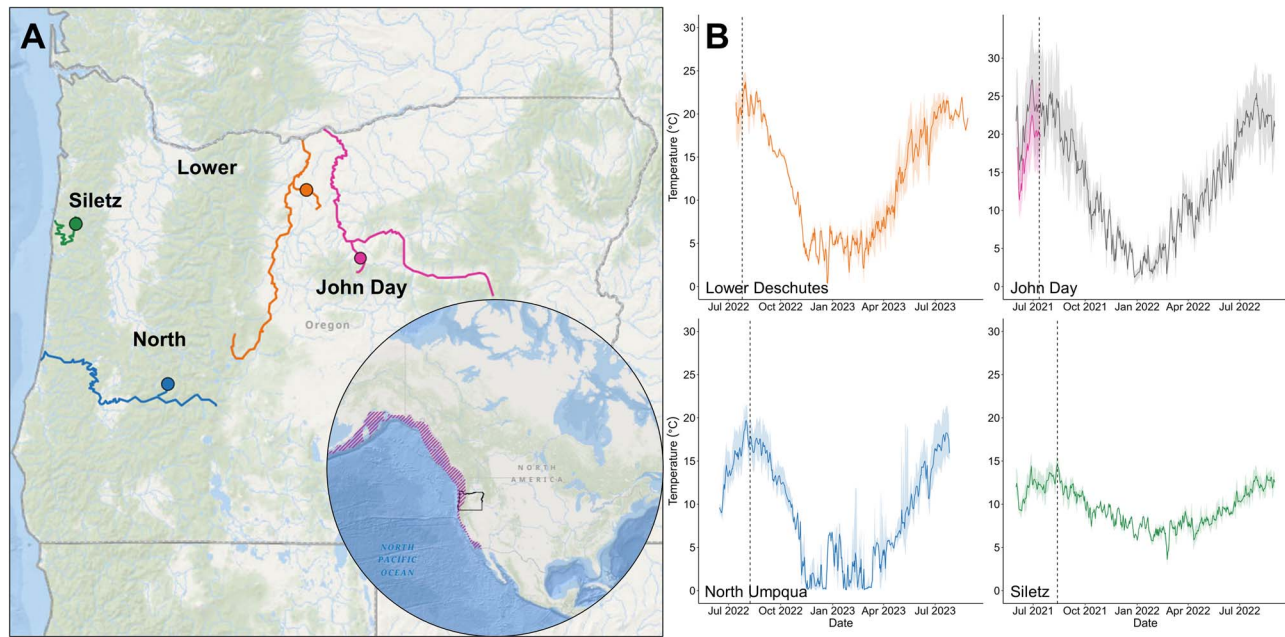 A
Lower
Siletz
John Day
Oregon
North
NORTH
AMERICA
NORTH
PACIFIC
OCEAN
B
Temperature (°C)
30
25
20
15
10
5
0
Lower Deschutes
Jul 2022 Oct 2022 Jan 2023 Apr 2023 Jul 2023
30
25
20
15
10
5
0
John Day
Jul 2021 Oct 2021 Jan 2022 Apr 2022 Jul 2022
Temperature (°C)
30
25
20
15
10
5
0
North Umpqua
Jul 2022 Oct 2022 Jan 2023 Apr 2023 Jul 2023
Date
30
25
20
15
10
5
0
Siletz
Jul 2021 Oct 2021 Jan 2022 Apr 2022 Jul 2022
Date